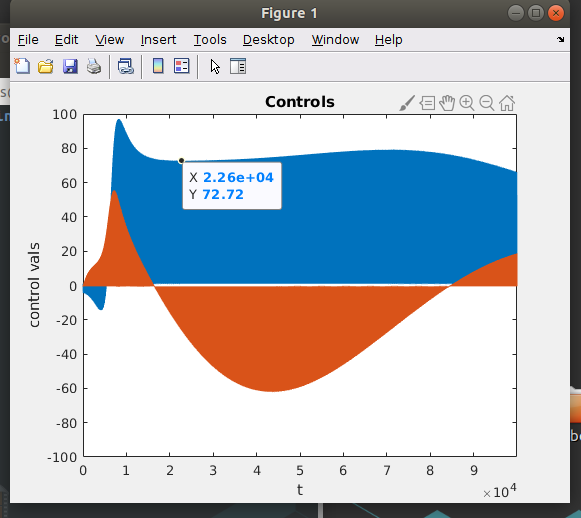 Figure 1
File Edit View Insert Tools Desktop Window Help
Controls
100
80
60
40
20
0
-20
-40
-60
-80
-100
control vals
X 2.26e+04
Y 72.72
0 1 2 3 4 5 6 7 8 9
t
×10⁴